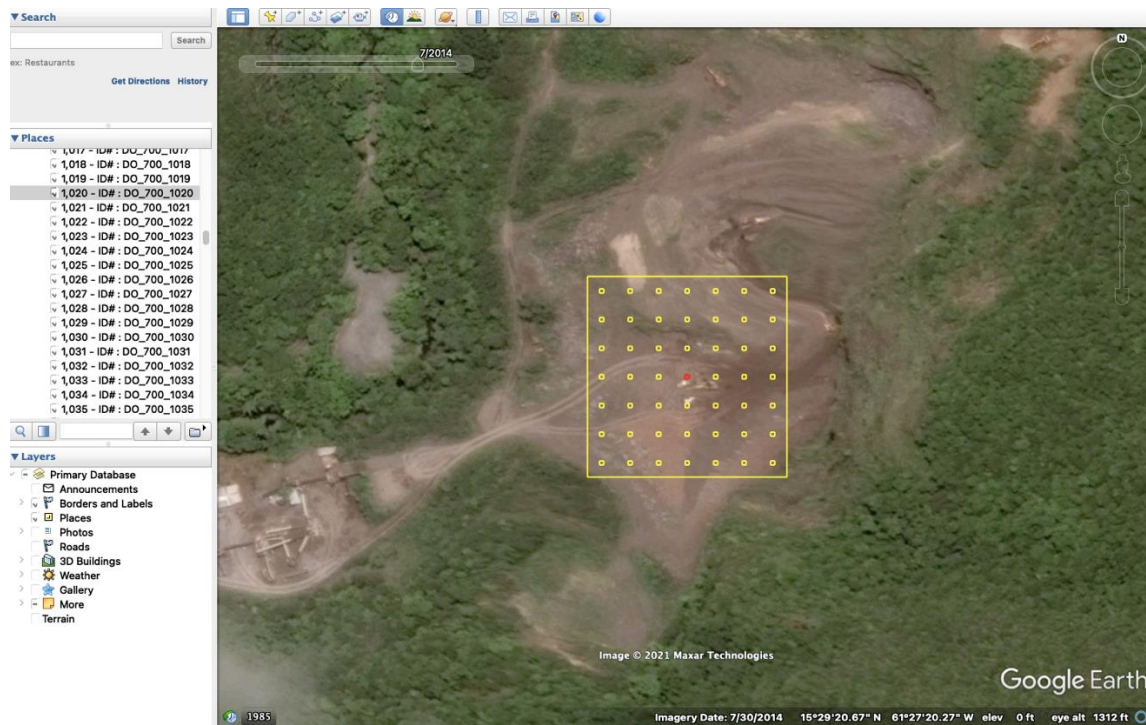 Search
Search
ex: Restaurants
Get Directions History
Places
1,017 - ID# : DO_700_1017
1,018 - ID# : DO_700_1018
1,019 - ID# : DO_700_1019
1,020 - ID# : DO_700_1020
1,021 - ID# : DO_700_1021
1,022 - ID# : DO_700_1022
1,023 - ID# : DO_700_1023
1,024 - ID# : DO_700_1024
1,025 - ID# : DO_700_1025
1,026 - ID# : DO_700_1026
1,027 - ID# : DO_700_1027
1,028 - ID# : DO_700_1028
1,029 - ID# : DO_700_1029
1,030 - ID# : DO_700_1030
1,031 - ID# : DO_700_1031
1,032 - ID# : DO_700_1032
1,033 - ID# : DO_700_1033
1,034 - ID# : DO_700_1034
1,035 - ID# : DO_700_1035
Layers
Primary Database
Announcements
Borders and Labels
Places
Photos
Roads
3D Buildings
Weather
Gallery
More
Terrain
7/2014
N
Image © 2021 Maxar Technologies
Google Earth
1985
Imagery Date: 7/30/2014 15°29'20.67" N 61°27'20.27" W elev 0 ft eye alt 1312 ft